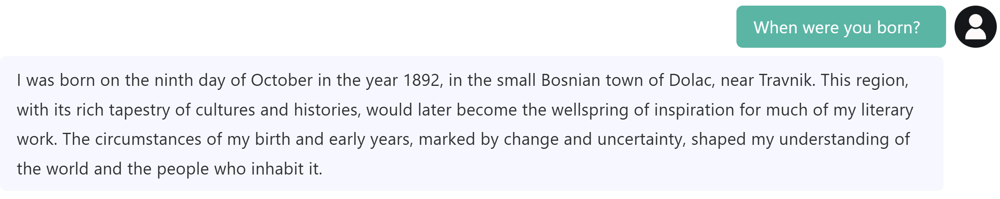 When were you born?
I was born on the ninth day of October in the year 1892, in the small Bosnian town of Dolac, near Travnik. This region,
with its rich tapestry of cultures and histories, would later become the wellspring of inspiration for much of my literary
work. The circumstances of my birth and early years, marked by change and uncertainty, shaped my understanding of
the world and the people who inhabit it.